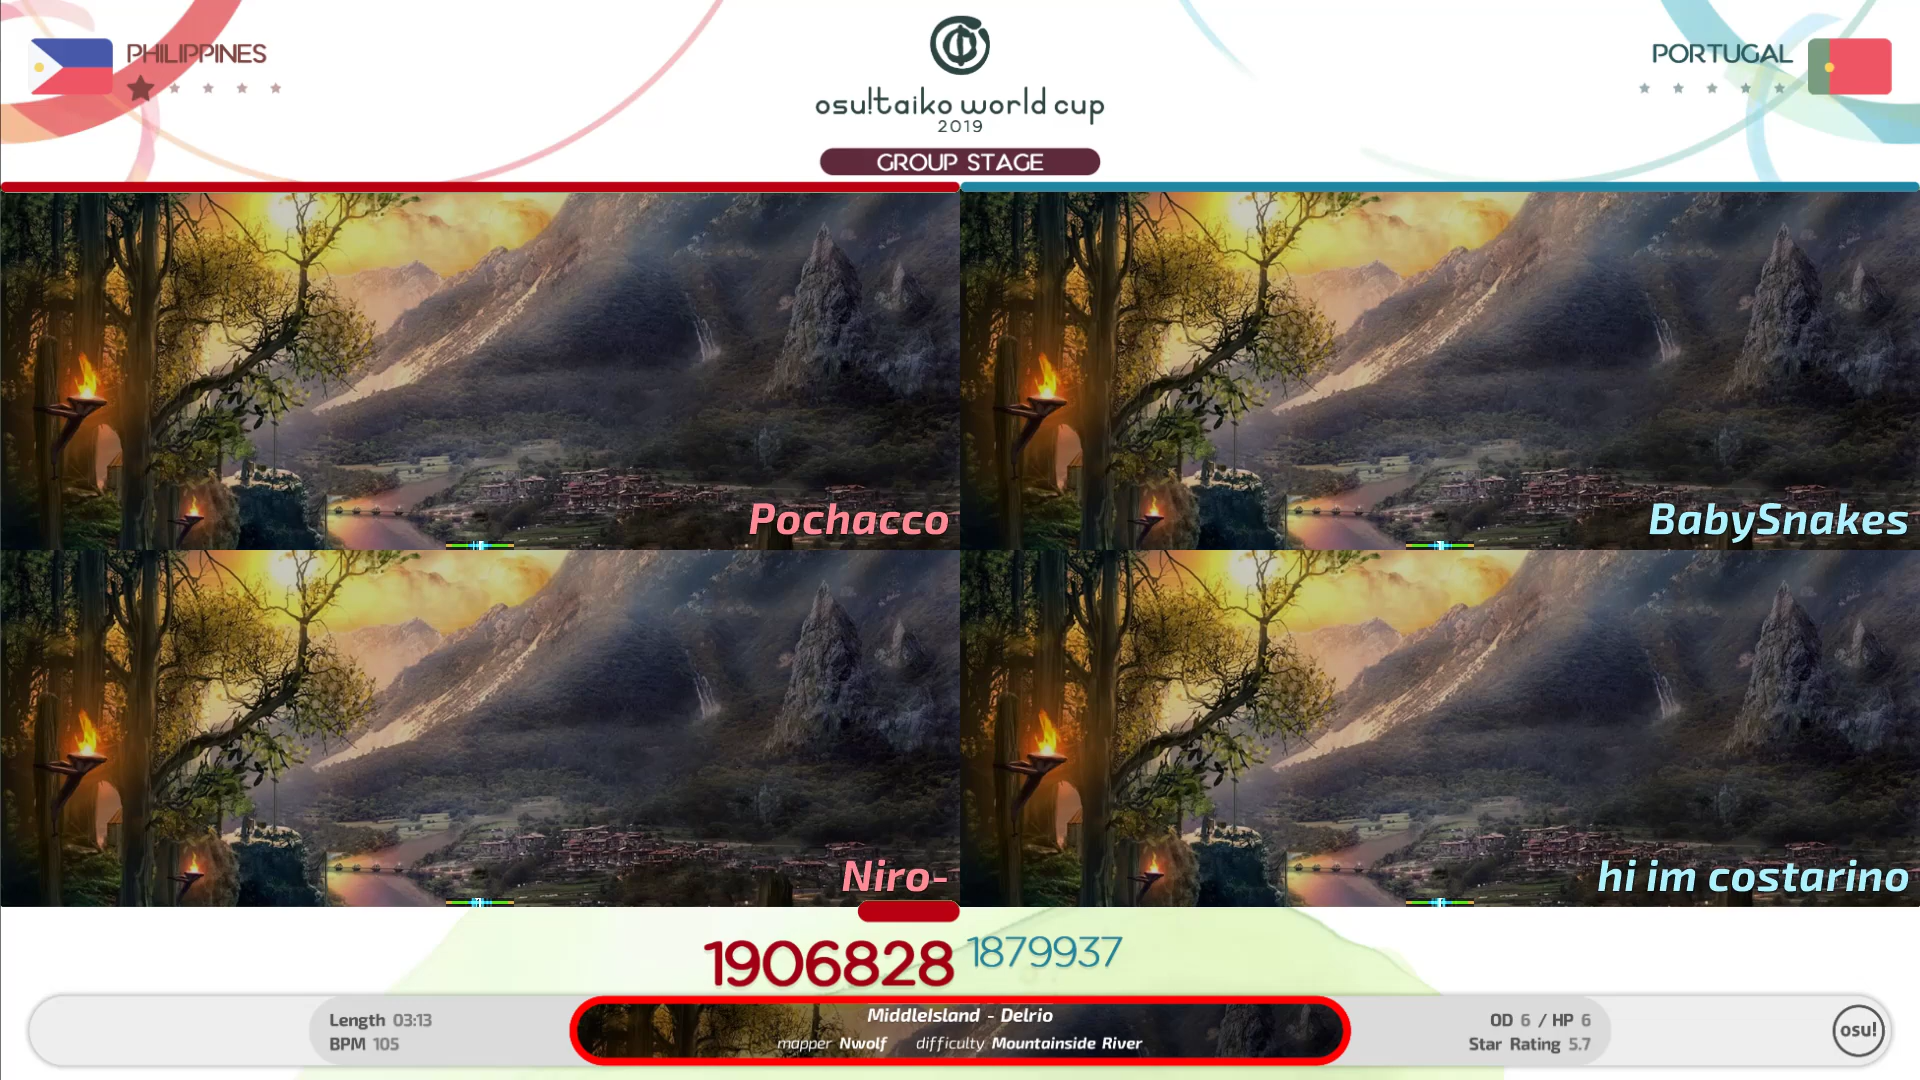 PHILIPPINES
osu!taiko world cup
2019
PORTUGAL
GROUP STAGE
Pochacco
BabySnakes
Niro-
hi im costarino
1906828
1879937
Length 03:13
BPM 105
MiddleIsland - Delrio
mapper Nwolf difficulty Mountainside River
OD 6 / HP 6
Star Rating 5.7
osu!